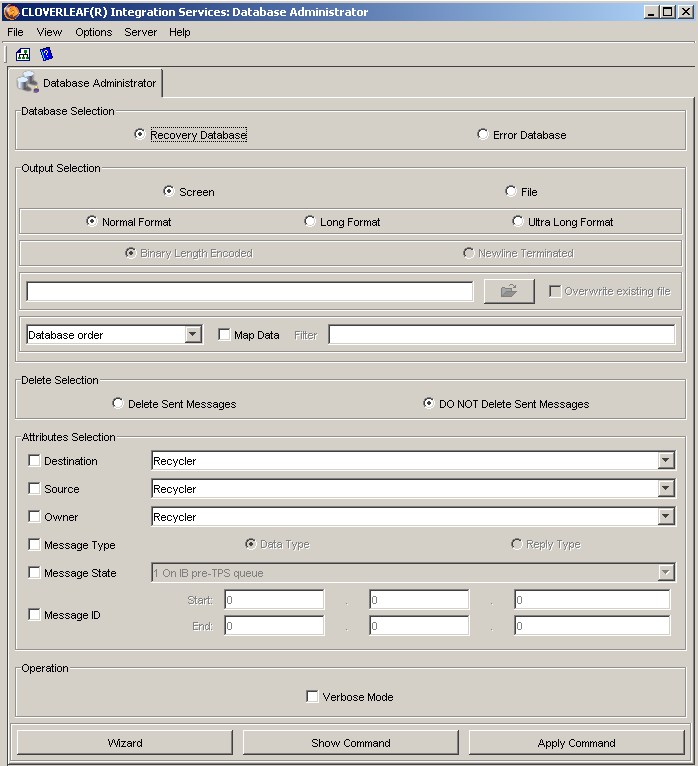 CLOVERLEAF(R) Integration Services: Database Administrator
File View Options Server Help
Database Administrator
Database Selection
Recovery Database Error Database
Output Selection
Screen File
Normal Format Long Format Ultra Long Format
Binary Length Encoded Newline Terminated
Overwrite existing file
Database order Map Data Filter
Delete Selection
Delete Sent Messages DO NOT Delete Sent Messages
Attributes Selection
Destination Recycler
Source Recycler
Owner Recycler
Message Type Data Type Reply Type
Message State 1 On IB pre-TPS queue
Message ID
Start: 0 . 0 . 0
End: 0 . 0 . 0
Operation
Verbose Mode
Wizard Show Command Apply Command